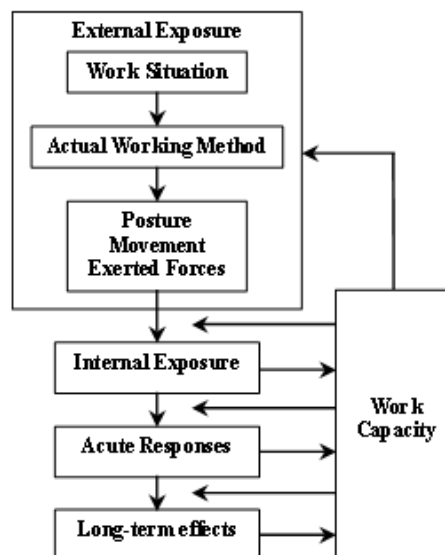 External Exposure
Work Situation
Actual Working Method
Posture
Movement
Exerted Forces
Internal Exposure
Acute Responses
Long-term effects
Work
Capacity